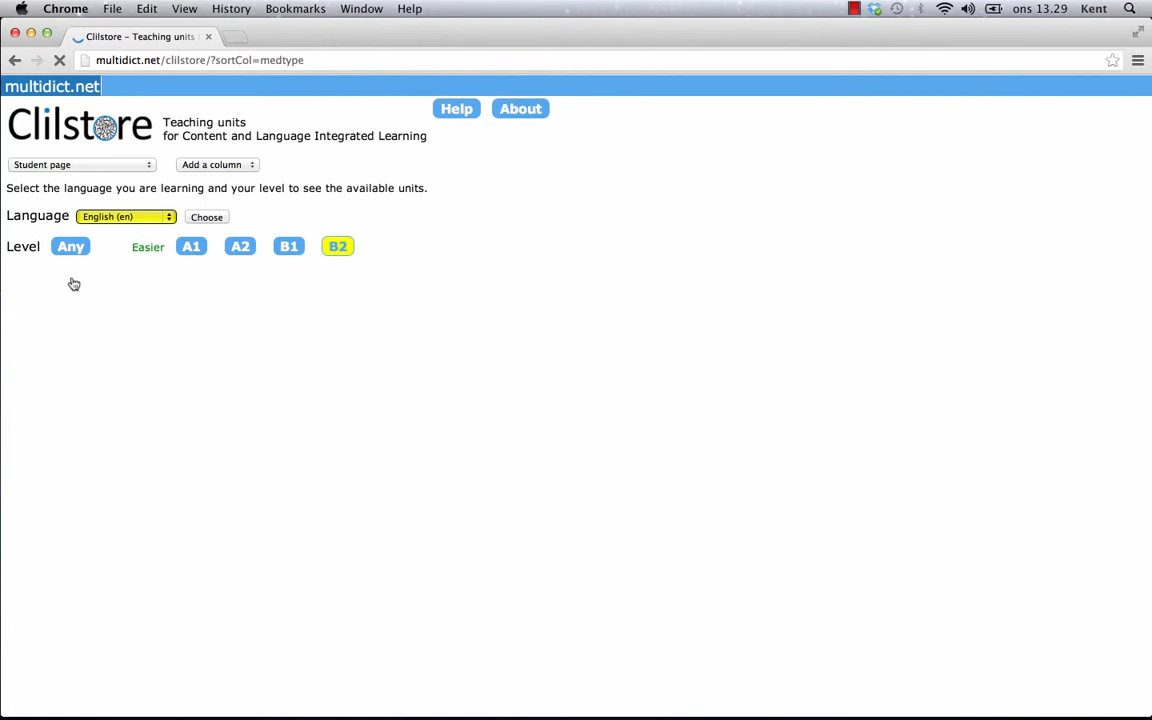 Chrome File Edit View History Bookmarks Window Help ons 13.29 Kent
Clilstore – Teaching units
multidict.net/clilstore/?sortCol=medtype
multidict.net
Help About
Clilstore Teaching units
for Content and Language Integrated Learning
Student page Add a column
Select the language you are learning and your level to see the available units.
Language English (en) Choose
Level Any Easier A1 A2 B1 B2